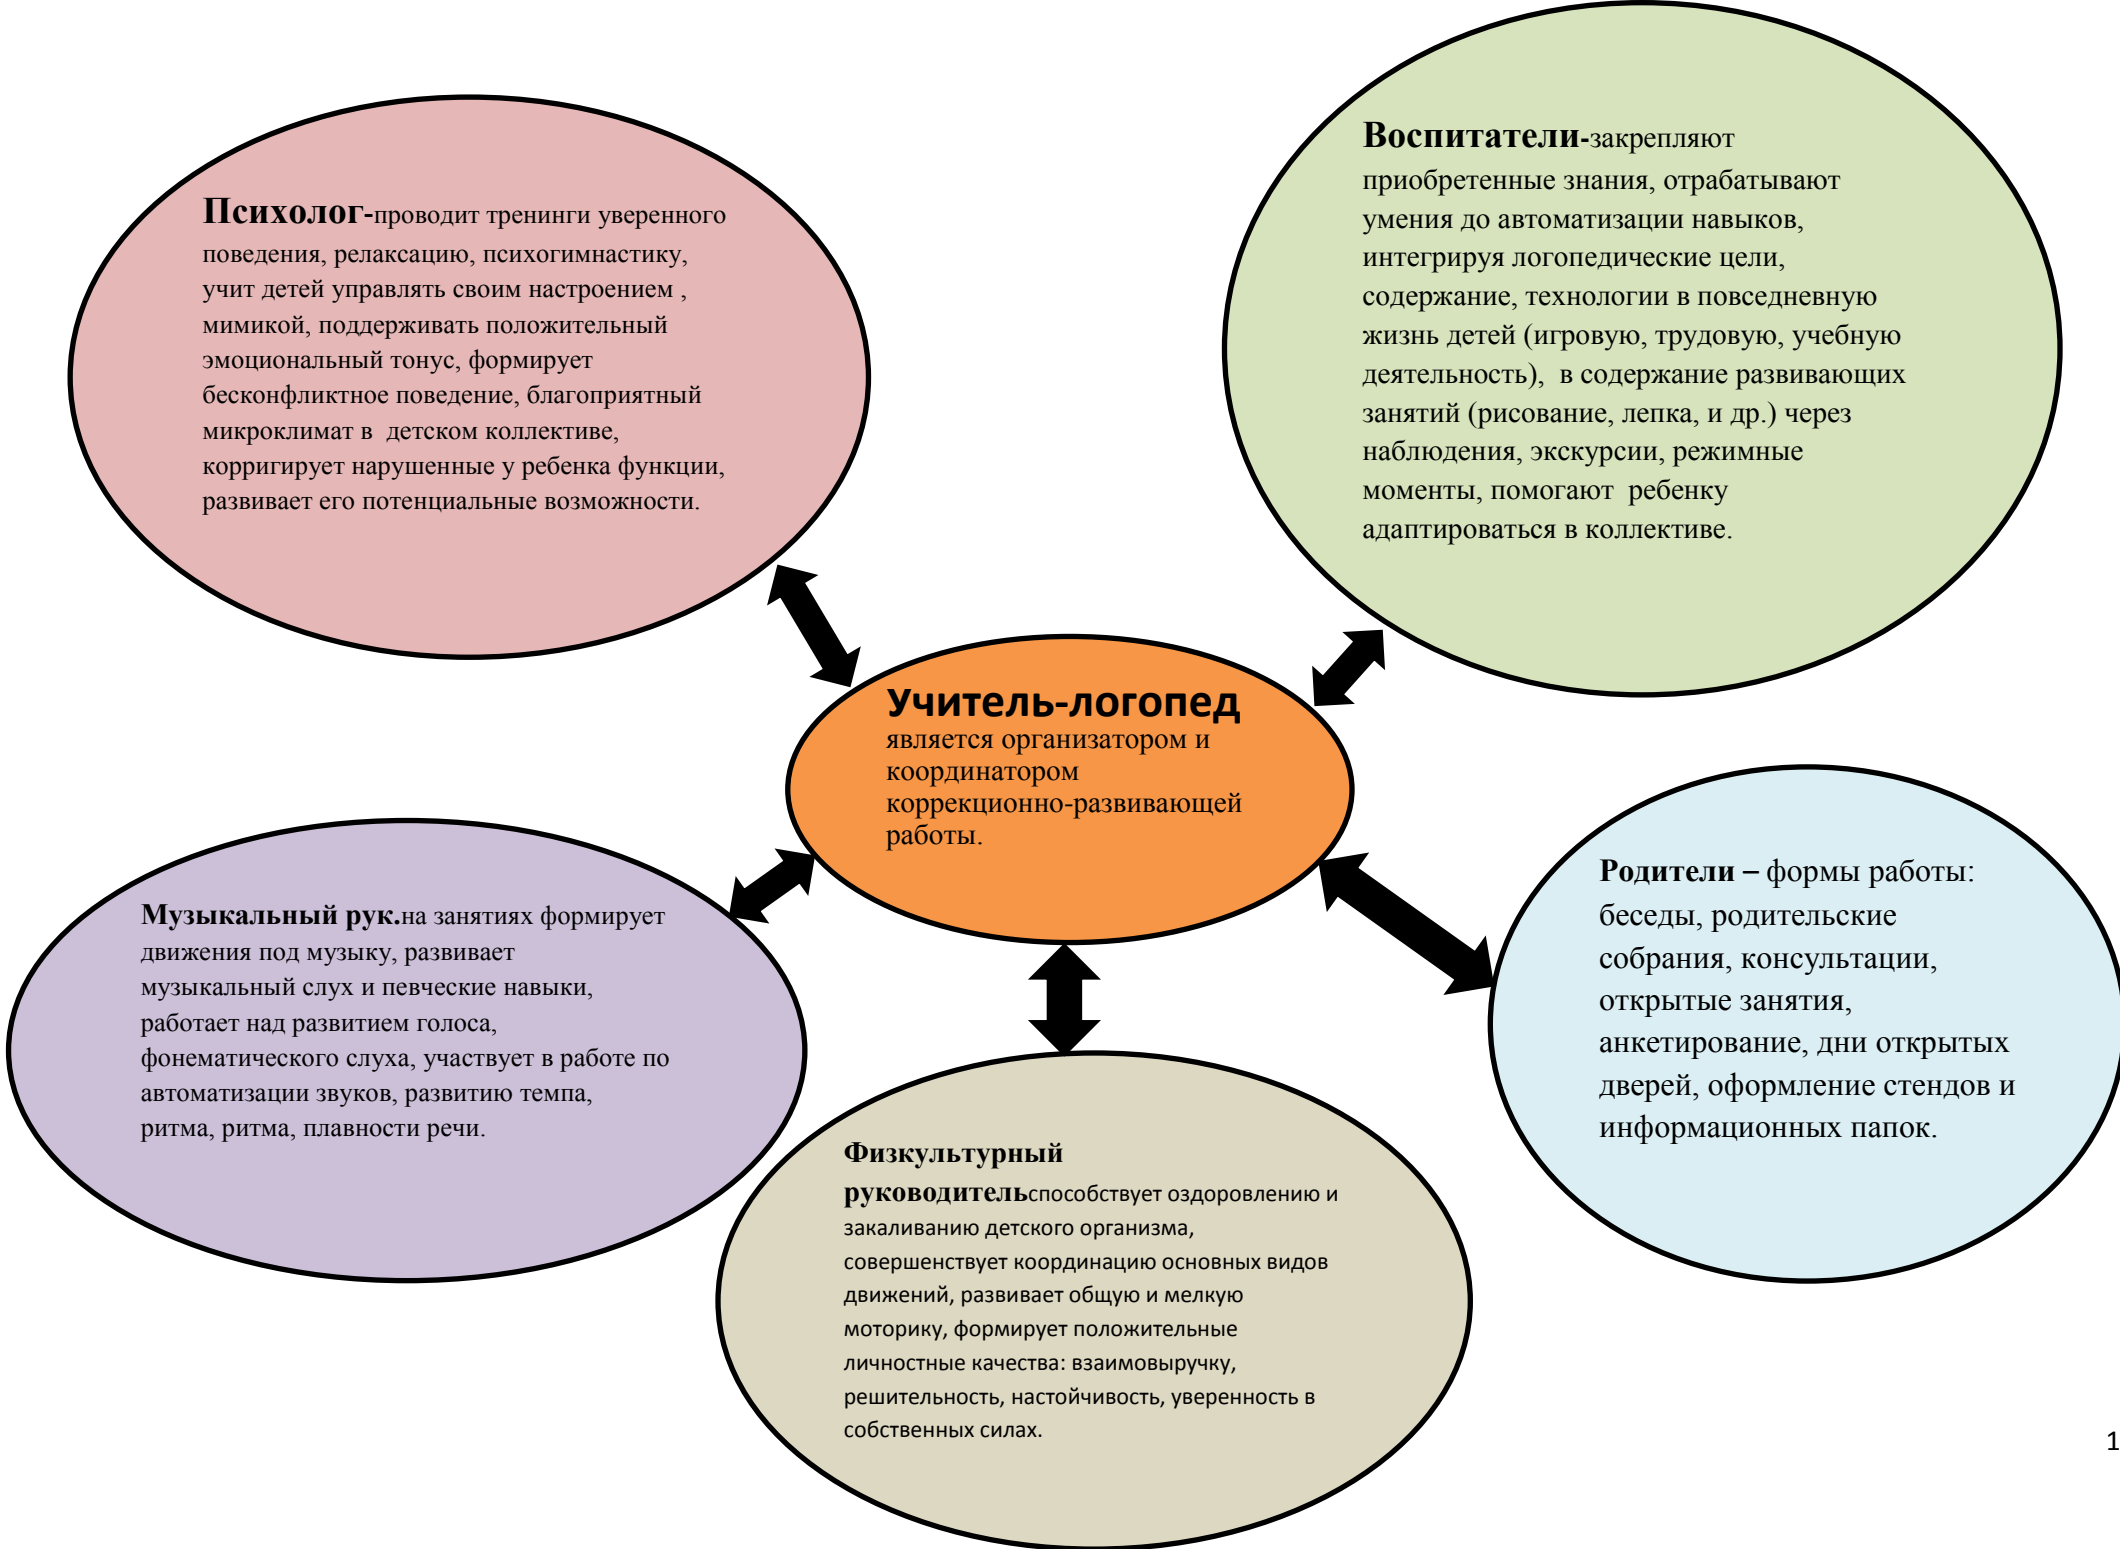 Психолог-проводит тренинги уверенного
поведения, релаксацию, психогимнастику,
учит детей управлять своим настроением ,
мимикой, поддерживать положительный
эмоциональный тонус, формирует
бесконфликтное поведение, благоприятный
микроклимат в  детском коллективе,
корригирует нарушенные у ребенка функции,
развивает его потенциальные возможности.
Воспитатели-закрепляют
приобретенные знания, отрабатывают
умения до автоматизации навыков,
интегрируя логопедические цели,
содержание, технологии в повседневную
жизнь детей (игровую, трудовую, учебную
деятельность),  в содержание развивающих
занятий (рисование, лепка, и др.) через
наблюдения, экскурсии, режимные
моменты, помогают  ребенку
адаптироваться в коллективе.
Учитель-логопед
является организатором и
координатором
коррекционно-развивающей
работы.
Музыкальный рук.на занятиях формирует
движения под музыку, развивает
музыкальный слух и певческие навыки,
работает над развитием голоса,
фонематического слуха, участвует в работе по
автоматизации звуков, развитию темпа,
ритма, ритма, плавности речи.
Родители – формы работы:
беседы, родительские
собрания, консультации,
открытые занятия,
анкетирование, дни открытых
дверей, оформление стендов и
информационных папок.
Физкультурный
руководительспособствует оздоровлению и
закаливанию детского организма,
совершенствует координацию основных видов
движений, развивает общую и мелкую
моторику, формирует положительные
личностные качества: взаимовыручку,
решительность, настойчивость, уверенность в
собственных силах.
1